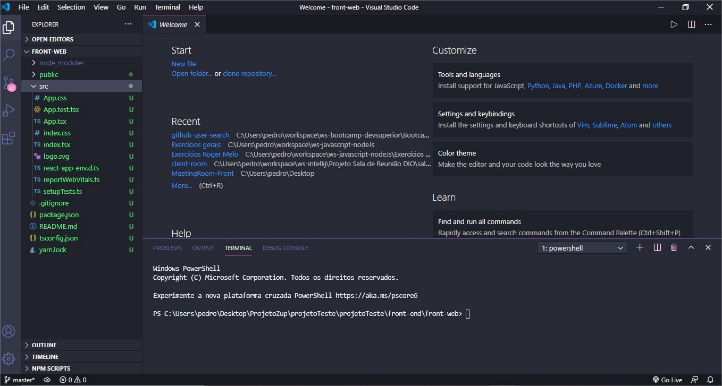 File Edit Selection View Go Run Terminal Help
Welcome - front-web - Visual Studio Code
EXPLORER
Welcome
OPEN EDITORS
FRONT-WEB
node_modules
public
src
App.css U
App.test.tsx U
App.tsx U
index.css U
index.tsx U
logo.svg U
react-app-env.d.ts U
reportWebVitals.ts U
setupTests.ts U
.gitignore U
package.json U
README.md U
tsconfig.json U
yarn.lock U
OUTLINE
TIMELINE
NPM SCRIPTS
Start
New file
Open folder... or clone repository...
Recent
github-user-search C:\Users\pedro\workspace\ws-bootcamp-devsuperior\Bootca...
Exercícios gerais C:\Users\pedro\workspace\ws-javascript-nodeJs
Exercícios Roger Melo C:\Users\pedro\workspace\ws-javascript-nodeJs\Exercícios ...
client-room C:\Users\pedro\workspace\ws-intellij\Projeto Sala de Reunião DIO\sal...
MeetingRoom-Front C:\Users\pedro\Desktop
More... (Ctrl+R)
Help
Customize
Tools and languages
Install support for JavaScript, Python, Java, PHP, Azure, Docker and more
Settings and keybindings
Install the settings and keyboard shortcuts of Vim, Sublime, Atom and others
Color theme
Make the editor and your code look the way you love
Learn
Find and run all commands
Rapidly access and search commands from the Command Palette (Ctrl+Shift+P)
PROBLEMS OUTPUT TERMINAL DEBUG CONSOLE
1: powershell
Windows PowerShell
Copyright (C) Microsoft Corporation. Todos os direitos reservados.
Experimente a nova plataforma cruzada PowerShell https://aka.ms/pscore6
PS C:\Users\pedro\Desktop\ProjetoZup\projetoTeste\projetoTeste\front-end\front-web>
master* 0 0
Go Live